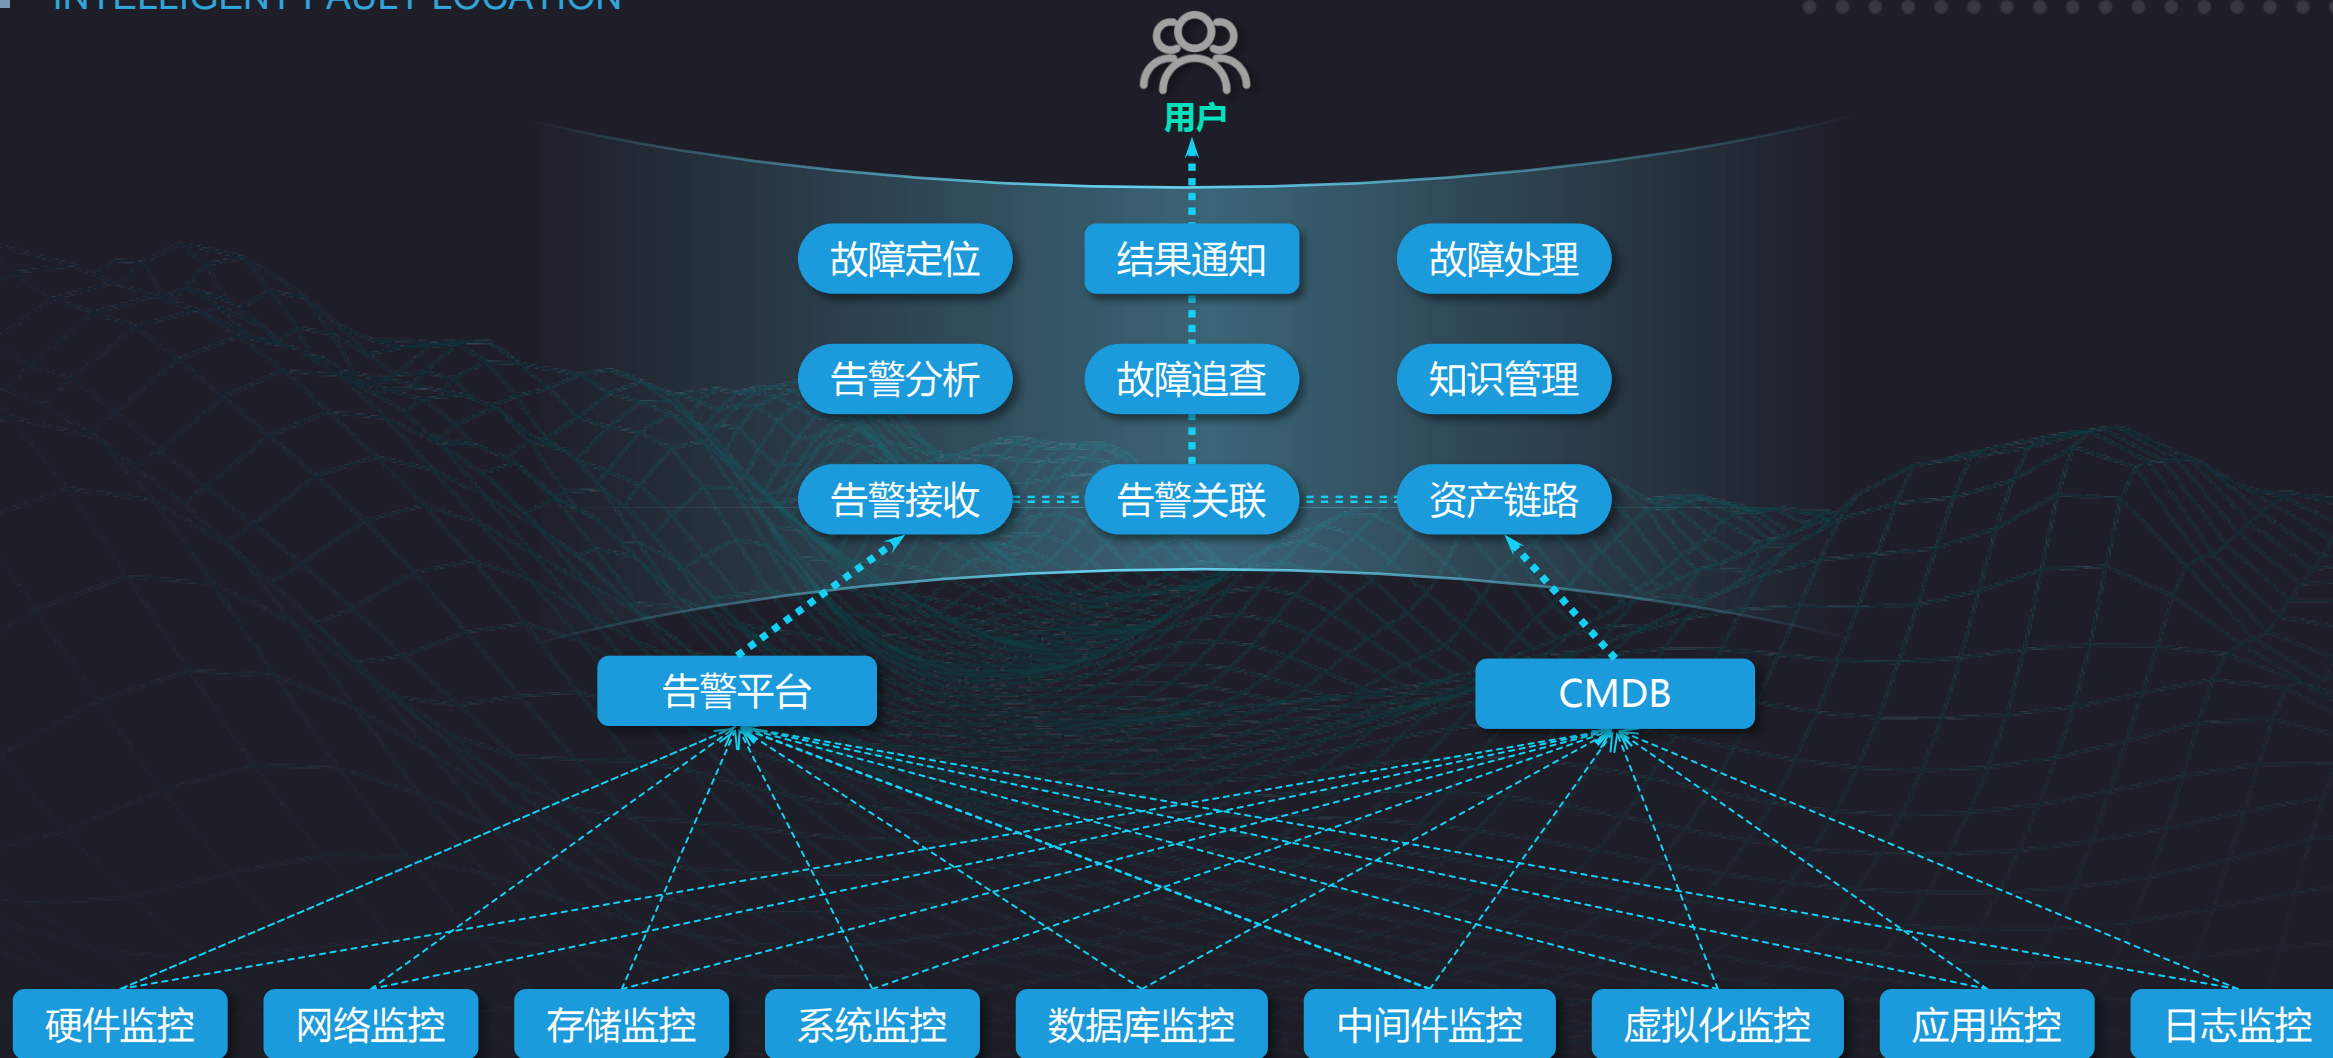 INTELLIGENT FAULT LOCATION
用户
故障定位
结果通知
故障处理
告警分析
故障追查
知识管理
告警接收
告警关联
资产链路
告警平台
CMDB
硬件监控
网络监控
存储监控
系统监控
数据库监控
中间件监控
虚拟化监控
应用监控
日志监控